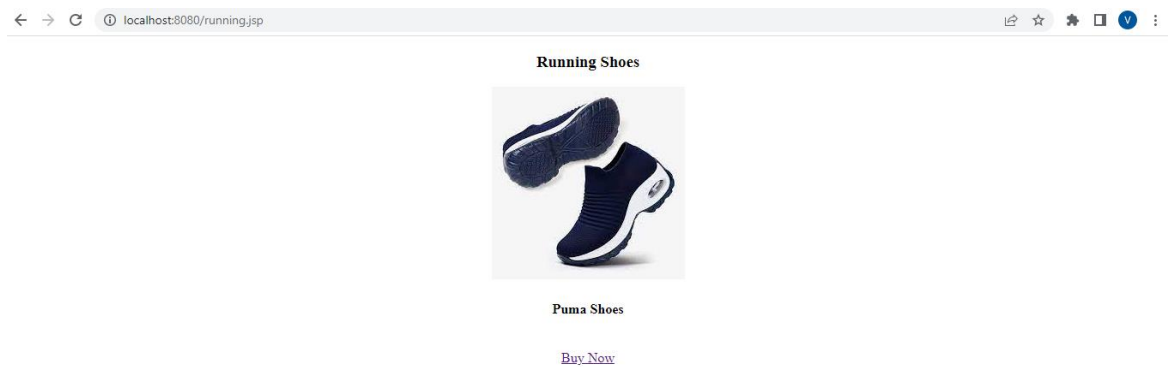 localhost:8080/running.jsp
V
Running Shoes
Puma Shoes
Buy Now